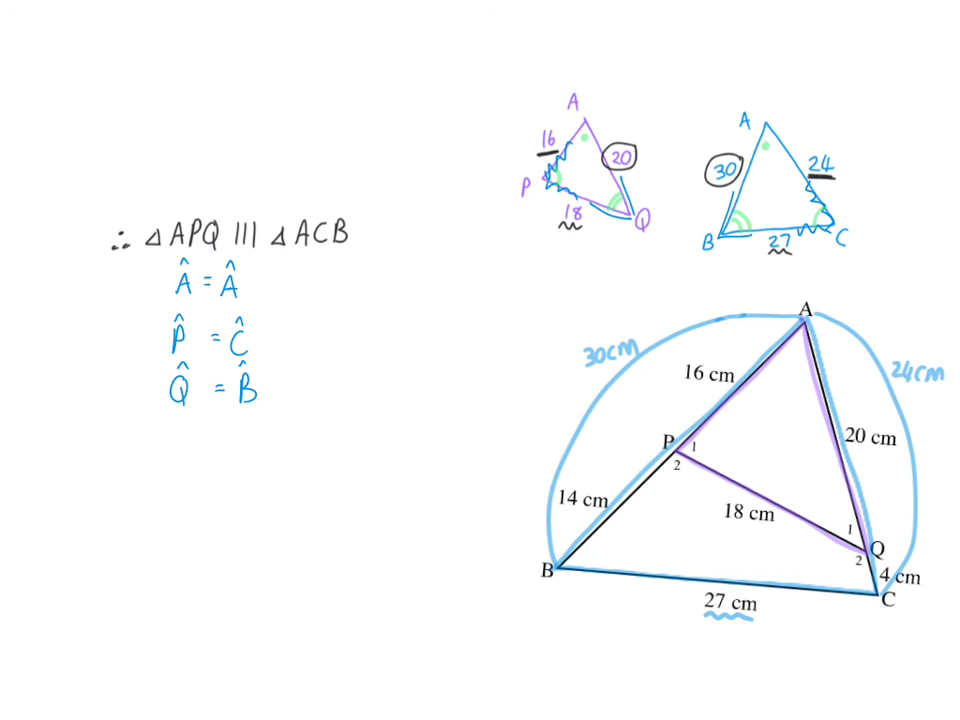 A
A
16
20
30
24
P
18
Q
B
27
C
∴ △APQ ||| △ACB
Â = Â
P̂ = Ĉ
Q̂ = B̂
A
30cm
16 cm
24cm
P
1
2
20 cm
14 cm
18 cm
1
Q
2
B
4 cm
27 cm
C